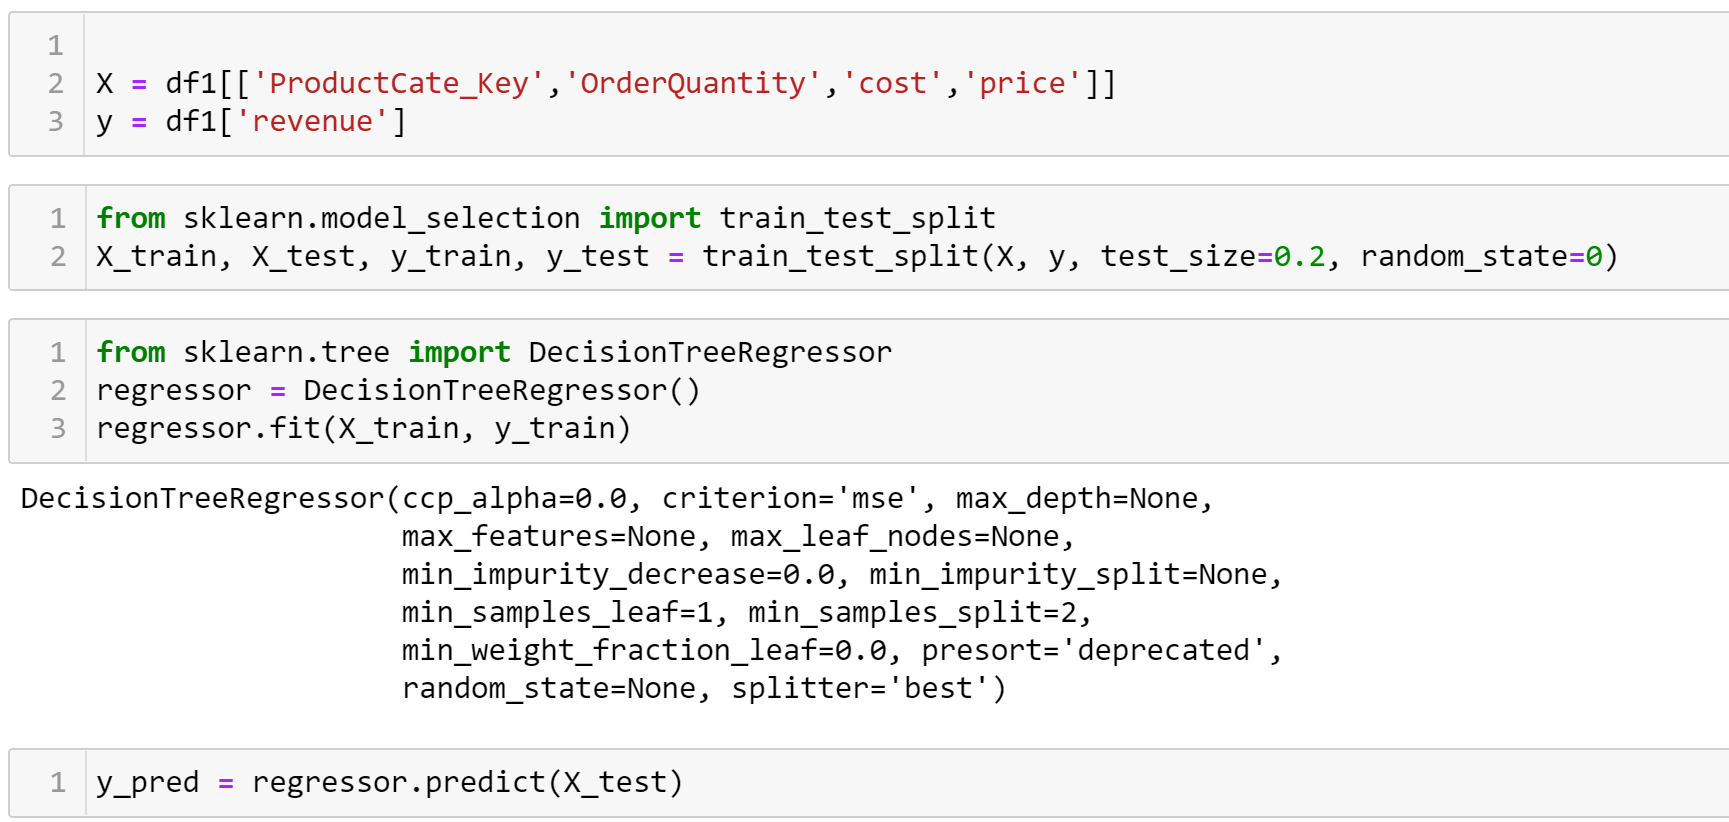 1
2 X = df1[['ProductCate_Key','OrderQuantity','cost','price']]
3 y = df1['revenue']
1 from sklearn.model_selection import train_test_split
2 X_train, X_test, y_train, y_test = train_test_split(X, y, test_size=0.2, random_state=0)
1 from sklearn.tree import DecisionTreeRegressor
2 regressor = DecisionTreeRegressor()
3 regressor.fit(X_train, y_train)
DecisionTreeRegressor(ccp_alpha=0.0, criterion='mse', max_depth=None,
max_features=None, max_leaf_nodes=None,
min_impurity_decrease=0.0, min_impurity_split=None,
min_samples_leaf=1, min_samples_split=2,
min_weight_fraction_leaf=0.0, presort='deprecated',
random_state=None, splitter='best')
1 y_pred = regressor.predict(X_test)